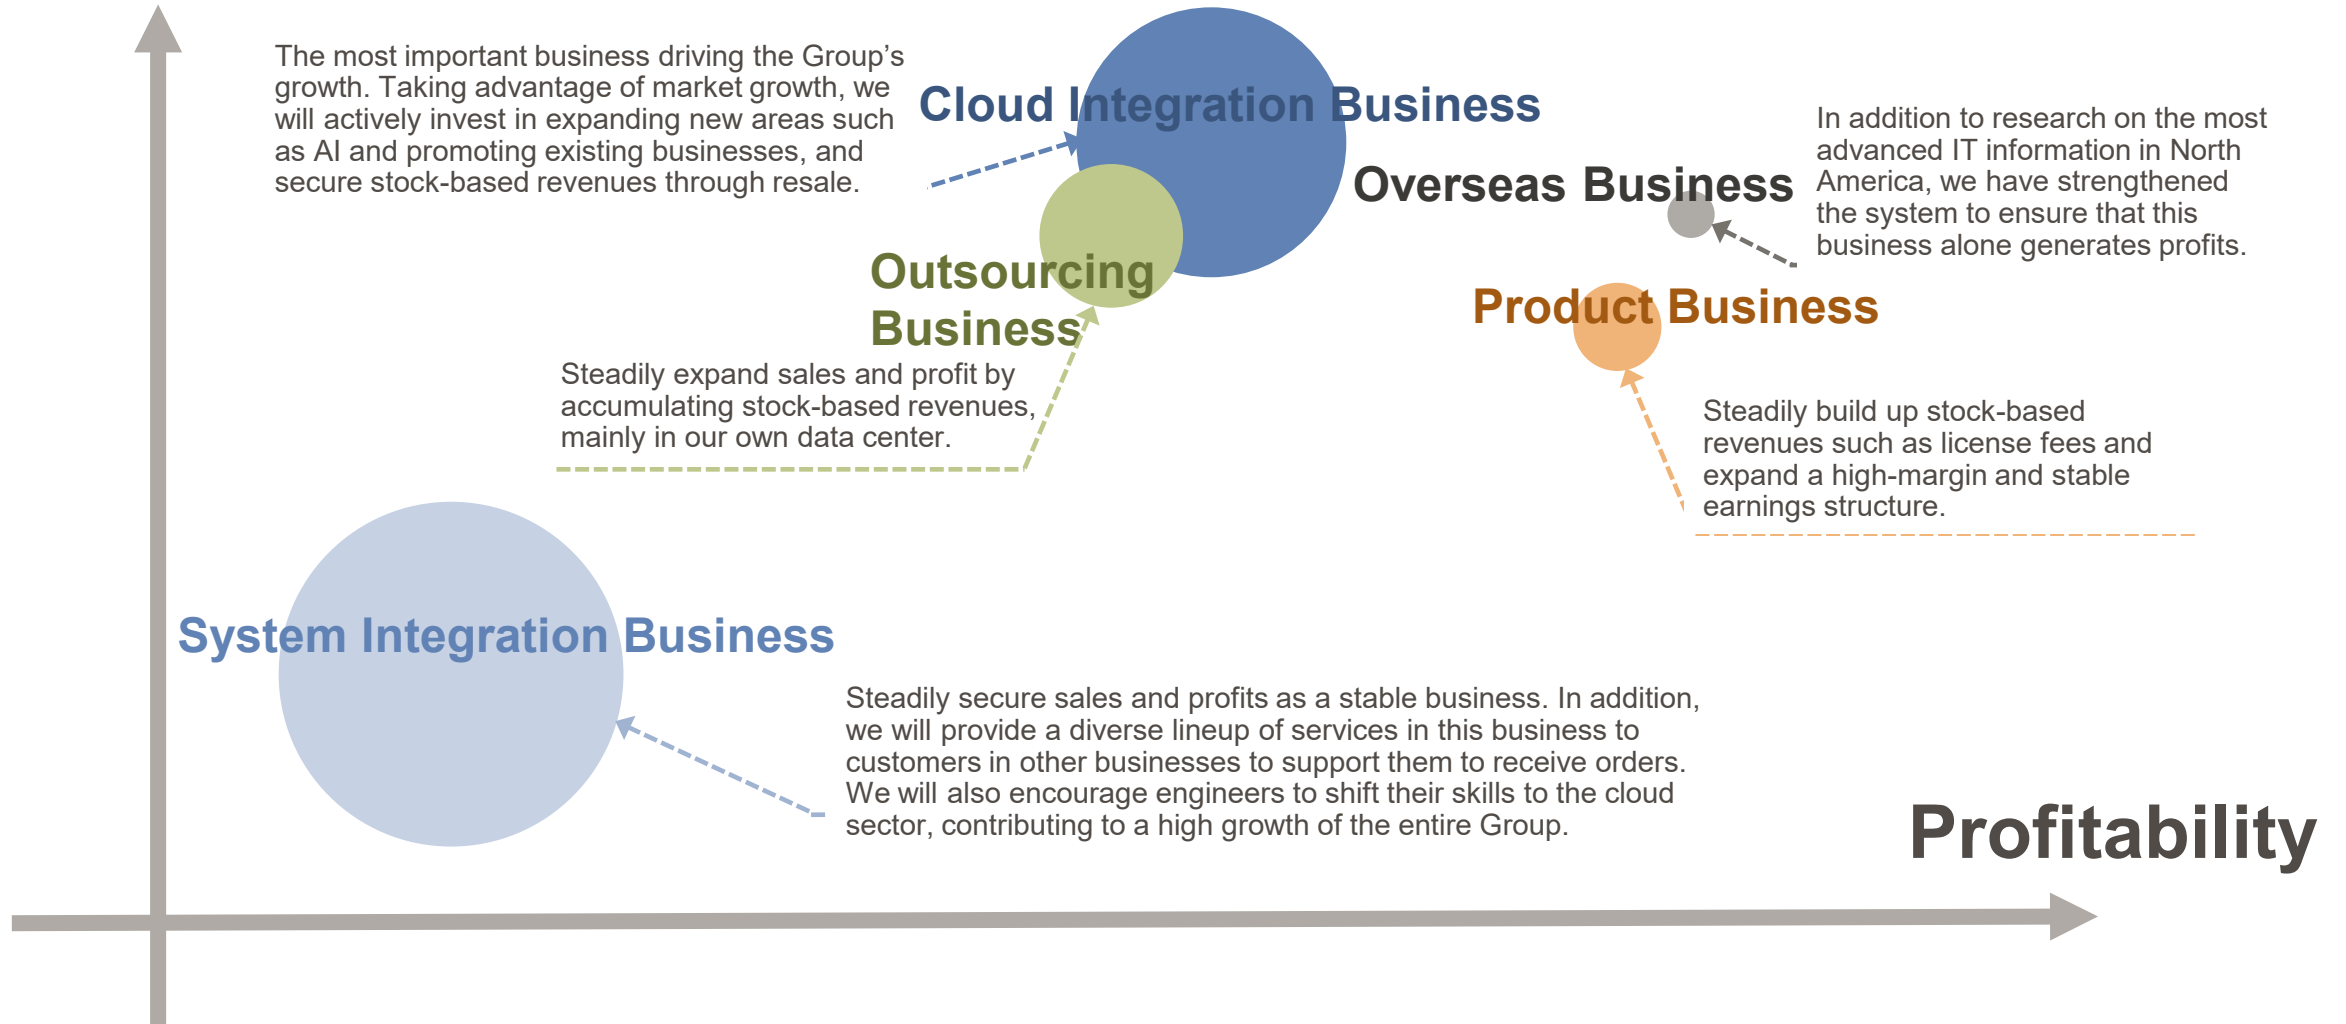 The most important business driving the Group’s
growth. Taking advantage of market growth, we
will actively invest in expanding new areas such
as AI and promoting existing businesses, and
secure stock-based revenues through resale.
Cloud Integration Business
In addition to research on the most
advanced IT information in North
America, we have strengthened
the system to ensure that this
business alone generates profits.
Overseas Business
Outsourcing
Business
Product Business
Steadily expand sales and profit by
accumulating stock-based revenues,
mainly in our own data center.
Steadily build up stock-based
revenues such as license fees and
expand a high-margin and stable
earnings structure.
System Integration Business
Steadily secure sales and profits as a stable business. In addition,
we will provide a diverse lineup of services in this business to
customers in other businesses to support them to receive orders.
We will also encourage engineers to shift their skills to the cloud
sector, contributing to a high growth of the entire Group.
Profitability